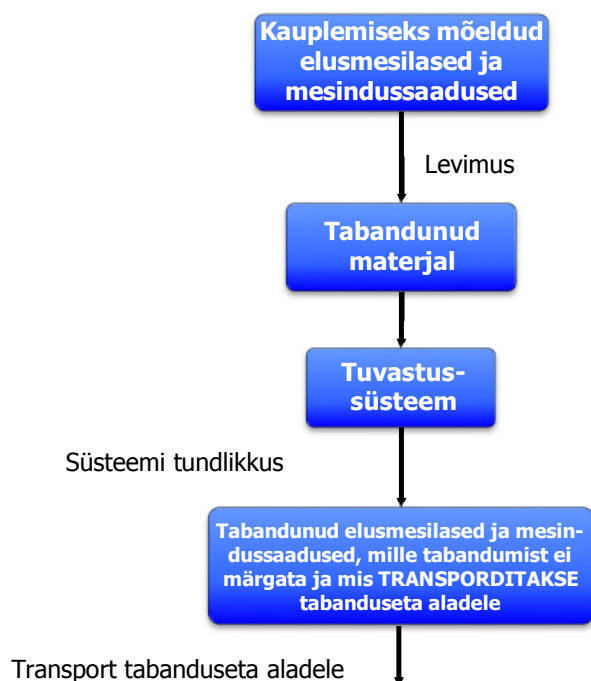 Kauplemiseks mõeldud
elusmesilased ja
mesindussaadused
Levimus
Tabandunud
materjal
Tuvastus-
süsteem
Süsteemi tundlikkus
Tabandunud elusmesilased ja mesin-
dussaadused, mille tabandumist ei
märgata ja mis TRANSPORDITAKSE
tabanduseta aladele
Transport tabanduseta aladele